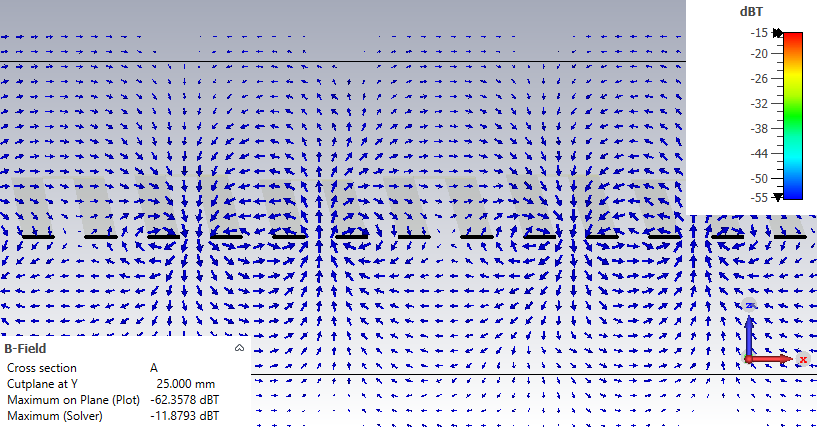 dBT
-15
-20
-26
-32
-38
-44
-50
-55
z
x
B-Field
Cross section A
Cutplane at Y 25.000 mm
Maximum on Plane (Plot) -62.3578 dBT
Maximum (Solver) -11.8793 dBT